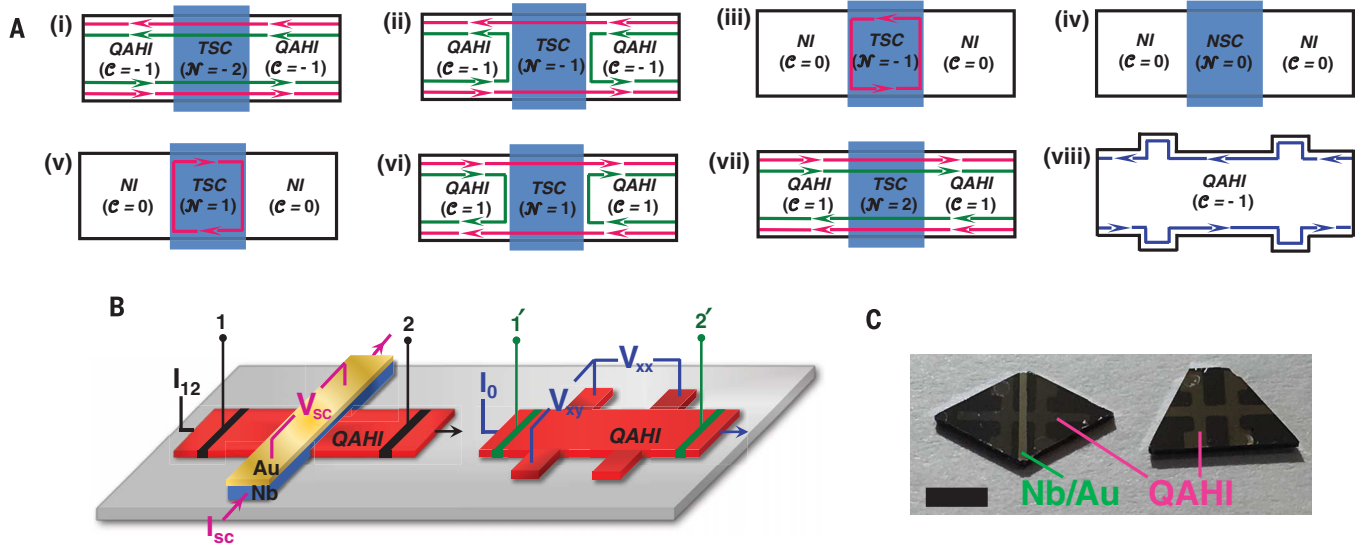 A
(i)
QAHI
(C = - 1)
TSC
(N = - 2)
QAHI
(C = - 1)
(ii)
QAHI
(C = - 1)
TSC
(N = - 1)
QAHI
(C = - 1)
(iii)
NI
(C = 0)
TSC
(N = - 1)
NI
(C = 0)
(iv)
NI
(C = 0)
NSC
(N = 0)
NI
(C = 0)
(v)
NI
(C = 0)
TSC
(N = 1)
NI
(C = 0)
(vi)
QAHI
(C = 1)
TSC
(N = 1)
QAHI
(C = 1)
(vii)
QAHI
(C = 1)
TSC
(N = 2)
QAHI
(C = 1)
(viii)
QAHI
(C = - 1)
B
1
2
1′
2′
I12
Vsc
QAHI
Au
Nb
Isc
I0
Vxy
Vxx
QAHI
C
Nb/Au
QAHI